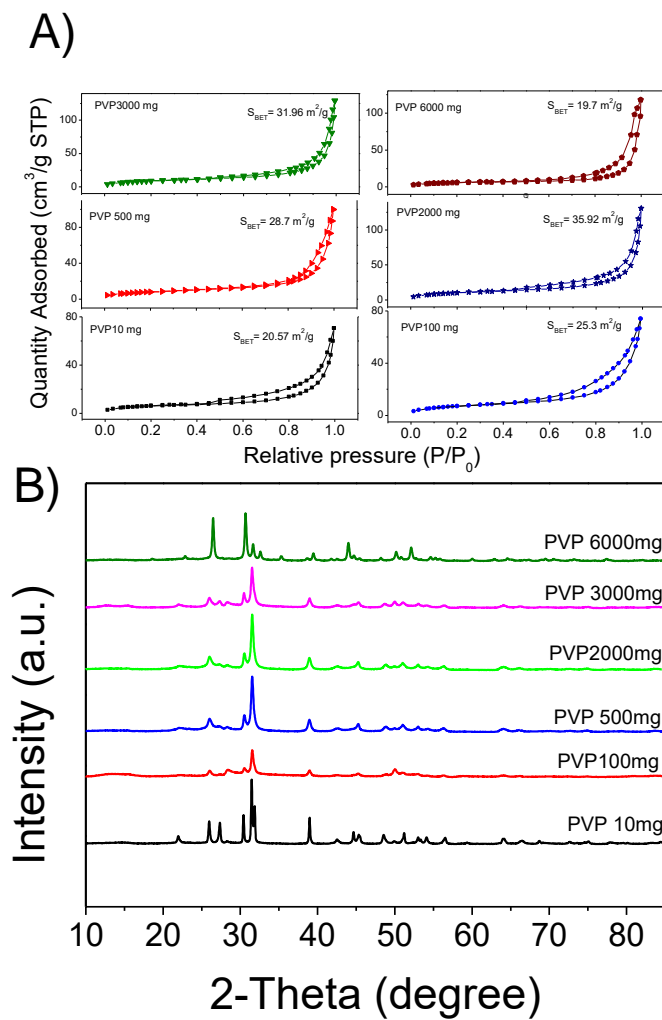 A)
Quantity Adsorbed (cm³/g STP)
PVP3000 mg
S_BET= 31.96 m²/g
100
50
0
PVP 6000 mg
S_BET= 19.7 m²/g
100
50
0
PVP 500 mg
S_BET= 28.7 m²/g
80
40
0
PVP2000 mg
S_BET= 35.92 m²/g
100
50
0
PVP10 mg
S_BET= 20.57 m²/g
80
40
0
PVP100 mg
S_BET= 25.3 m²/g
80
40
0
0.0 0.2 0.4 0.6 0.8 1.0
0.0 0.2 0.4 0.6 0.8 1.0
Relative pressure (P/P₀)
B)
Intensity (a.u.)
PVP 6000mg
PVP 3000mg
PVP2000mg
PVP 500mg
PVP100mg
PVP 10mg
10 20 30 40 50 60 70 80
2-Theta (degree)